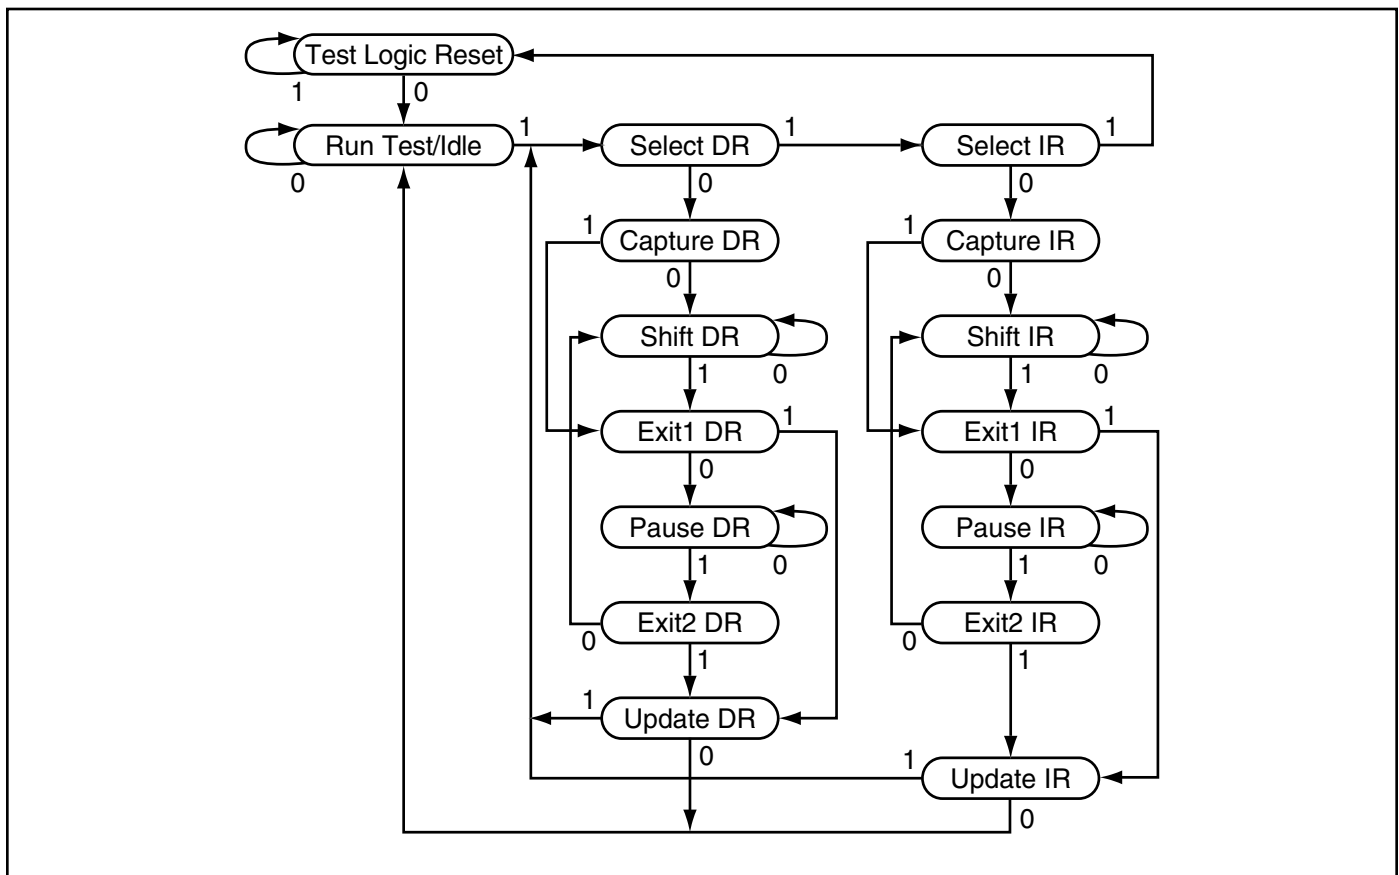 Test Logic Reset
1
0
Run Test/Idle
1
Select DR
1
Select IR
1
0
0
0
1
Capture DR
1
Capture IR
0
0
Shift DR
Shift IR
1
0
1
0
Exit1 DR
1
Exit1 IR
1
0
0
Pause DR
Pause IR
1
0
1
0
Exit2 DR
Exit2 IR
0
1
0
1
1
Update DR
0
1
Update IR
0